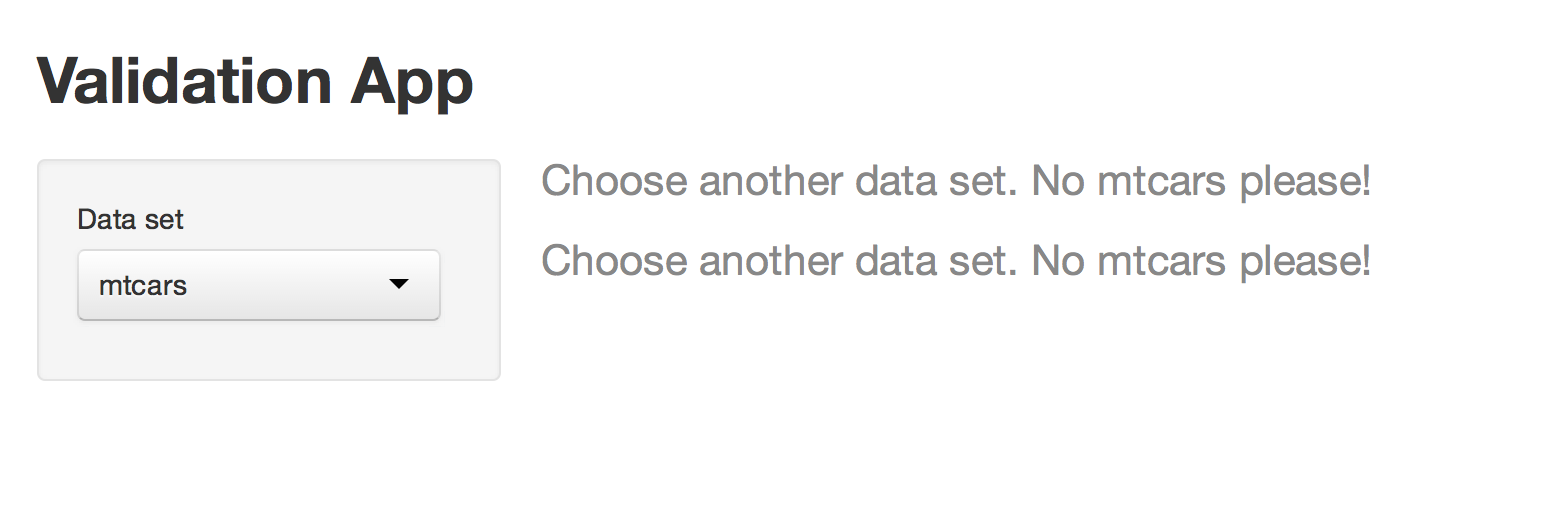 Validation App
Data set
mtcars
Choose another data set. No mtcars please!
Choose another data set. No mtcars please!